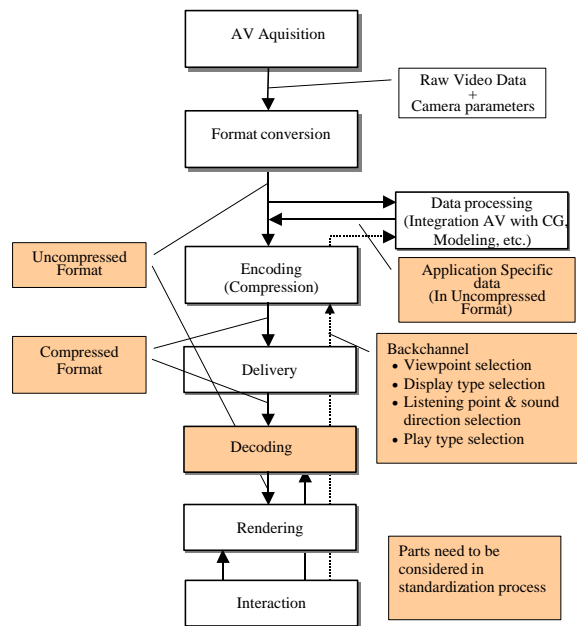 AV Aquisition
Raw Video Data
+
Camera parameters
Format conversion
Data processing
(Integration AV with CG,
Modeling, etc.)
Uncompressed
Format
Encoding
(Compression)
Application Specific
data
(In Uncompressed
Format)
Compressed
Format
Delivery
Backchannel
• Viewpoint selection
• Display type selection
• Listening point & sound
direction selection
• Play type selection
Decoding
Rendering
Parts need to be
considered in
standardization process
Interaction